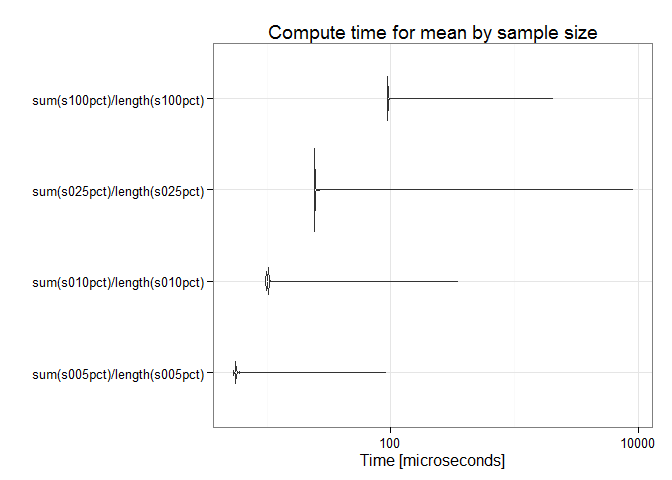 Compute time for mean by sample size
sum(s100pct)/length(s100pct)
sum(s025pct)/length(s025pct)
sum(s010pct)/length(s010pct)
sum(s005pct)/length(s005pct)
100 10000
Time [microseconds]